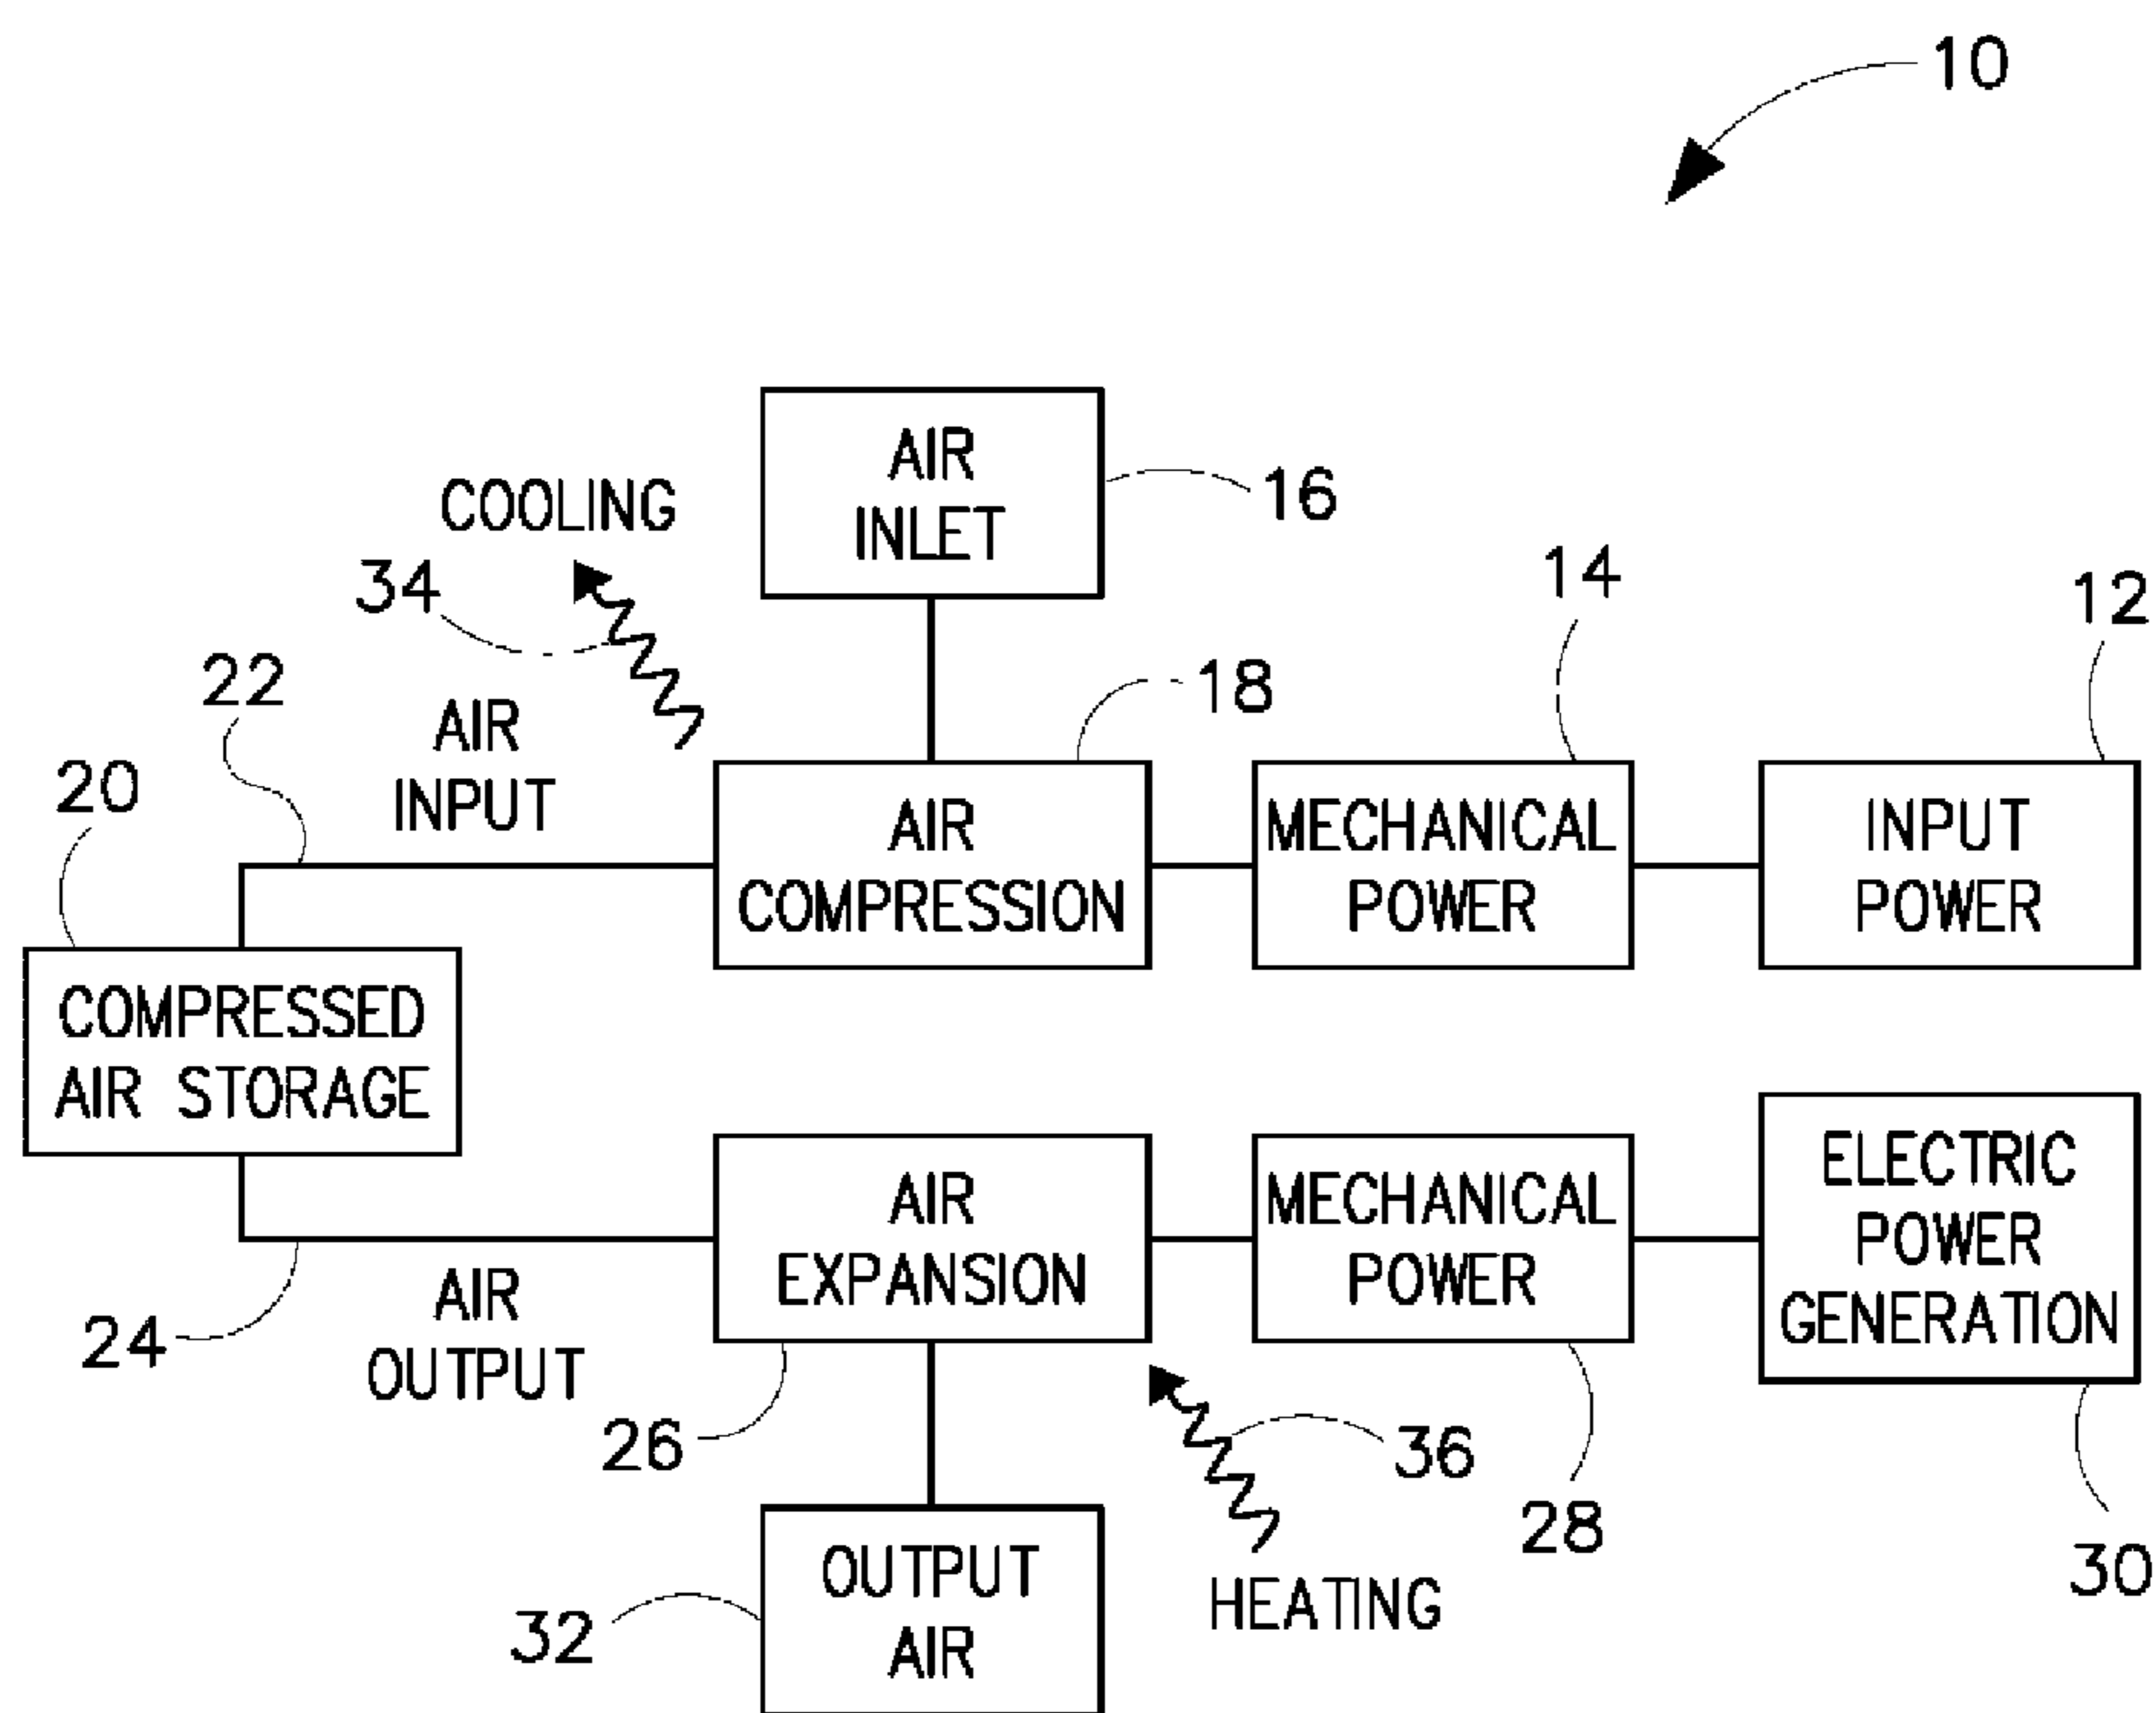 10
AIR
INLET
16
COOLING
34
14
12
22
18
AIR
INPUT
20
AIR
COMPRESSION
MECHANICAL
POWER
INPUT
POWER
COMPRESSED
AIR STORAGE
AIR
EXPANSION
MECHANICAL
POWER
ELECTRIC
POWER
GENERATION
24
AIR
OUTPUT
26
36
28
30
OUTPUT
AIR
32
HEATING